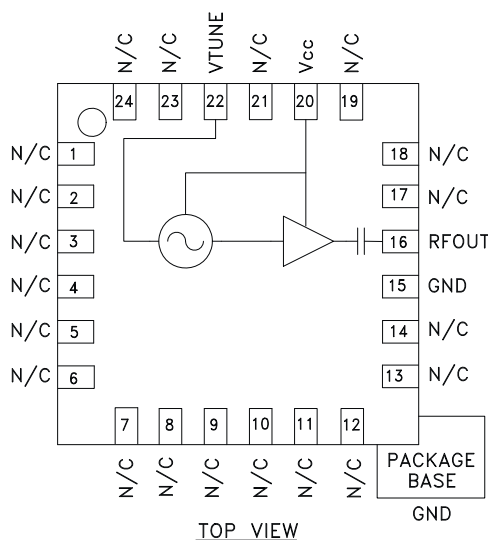 N/C N/C VTUNE N/C Vcc N/C
24 23 22 21 20 19
N/C 1 18 N/C
N/C 2 17 N/C
N/C 3 16 RFOUT
N/C 4 15 GND
N/C 5 14 N/C
N/C 6 13 N/C
7 8 9 10 11 12
N/C N/C N/C N/C N/C N/C
PACKAGE
BASE
GND
TOP VIEW